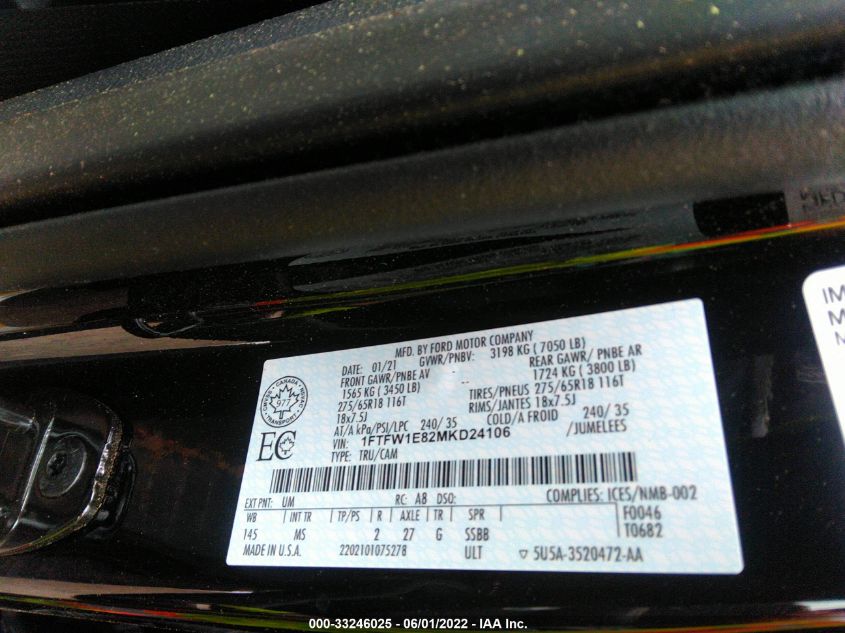 MFD. BY FORD MOTOR COMPANY
DATE: 01/21 GVWR/PNBV: 3198 KG ( 7050 LB)
FRONT GAWR/PNBE AV REAR GAWR/ PNBE AR
1565 KG ( 3450 LB) -- 1724 KG ( 3800 LB)
275/65R18 116T TIRES/PNEUS 275/65R18 116T
18x7.5J RIMS/JANTES 18x7.5J
AT/A kPa/PSI/LPC 240/ 35 COLD/A FROID 240/ 35
VIN: 1FTFW1E82MKD24106 /JUMELEES
TYPE: TRU/CAM
CANADA
TRANSPORT
977
EC
EXT PNT: UM RC: A8 DSO: COMPLIES: ICES/NMB-002
WB INT TR TP/PS R AXLE TR SPR F0046
145 MS 2 27 G SSBB T0682
MADE IN U.S.A. 2202101075278 ULT ▽ 5U5A-3520472-AA
IM
M
000-33246025 - 06/01/2022 - IAA Inc.